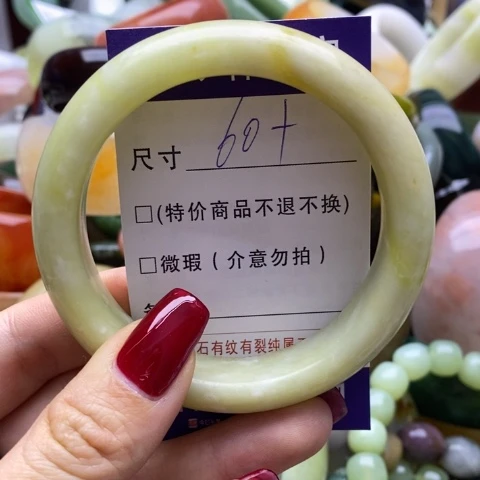 尺寸 60+
□(特价商品不退不换)
□微瑕(介意勿拍)
石有纹有裂纯属